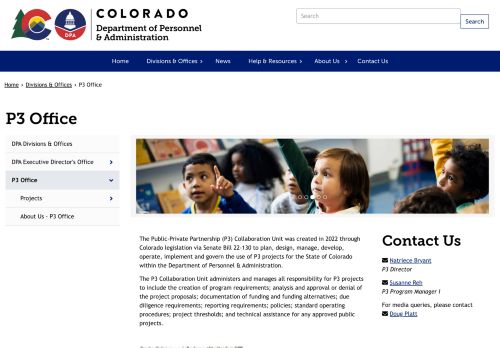 COLORADO
Department of Personnel
& Administration
DPA
Search
Search
Home
Divisions & Offices ›
News
Help & Resources ›
About Us ›
Contact Us
Home › Divisions & Offices › P3 Office
P3 Office
DPA Divisions & Offices
DPA Executive Director's Office
P3 Office
Projects
About Us - P3 Office
The Public-Private Partnership (P3) Collaboration Unit was created in 2022 through
Colorado legislation via Senate Bill 22-130 to plan, design, manage, develop,
operate, implement and govern the use of P3 projects for the State of Colorado
within the Department of Personnel & Administration.
The P3 Collaboration Unit administers and manages all responsibility for P3 projects
to include the creation of program requirements; analysis and approval or denial of
the project proposals; documentation of funding and funding alternatives; due
diligence requirements; reporting requirements; policies; standard operating
procedures; project thresholds; and technical assistance for any approved public
projects.
Contact Us
Natriece Bryant
P3 Director
Susanne Reh
P3 Program Manager I
For media queries, please contact
Doug Platt